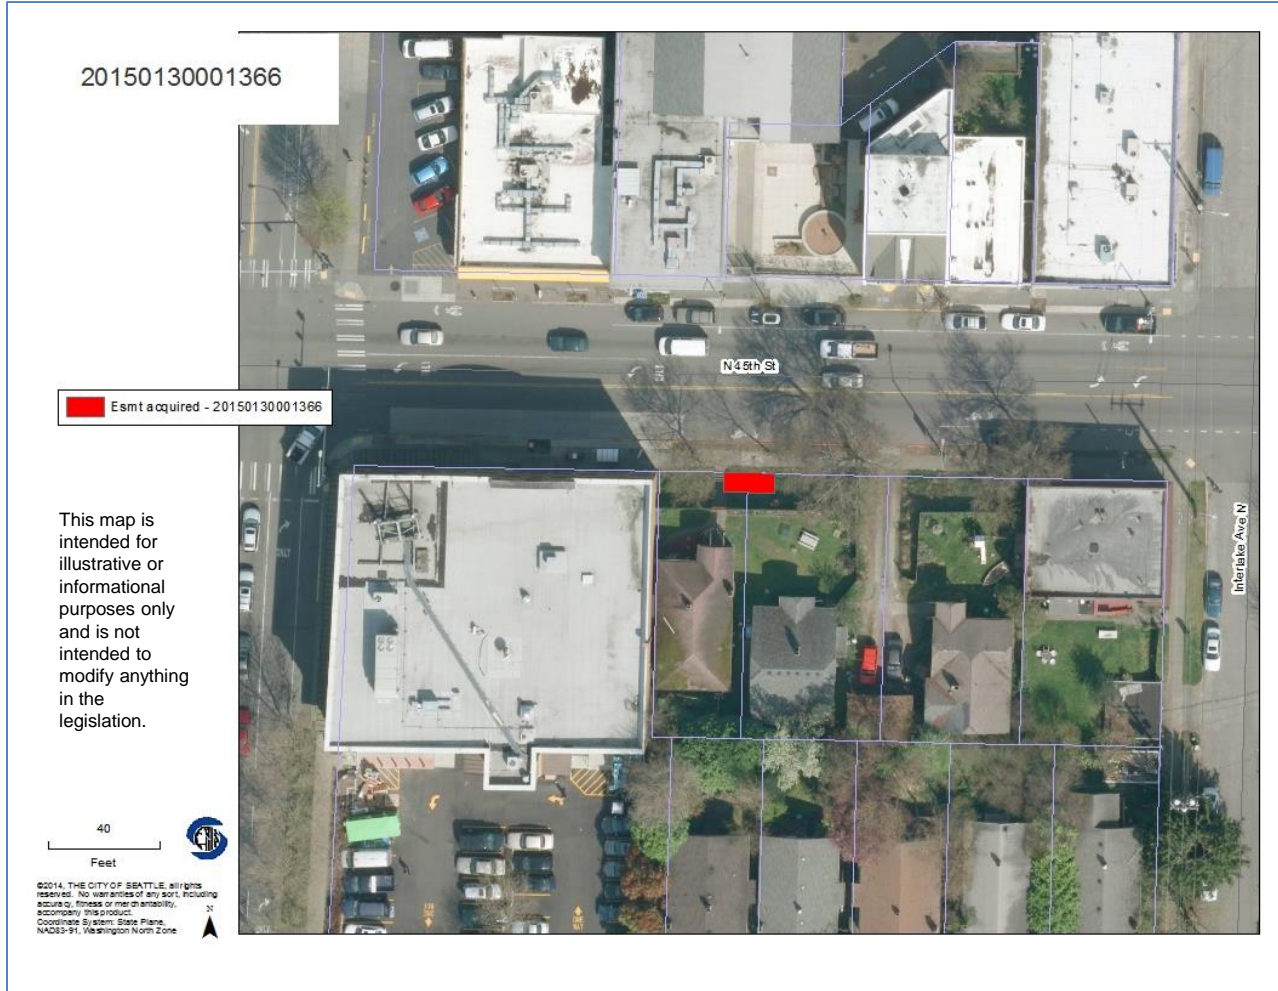 20150130001366
N 45th St
Esmt acquired - 20150130001366
This map is
intended for
illustrative or
informational
purposes only
and is not
intended to
modify anything
in the
legislation.
Interlake Ave N
40
Feet
©2014, THE CITY OF SEATTLE, all rights
reserved. No warranties of any sort, including
accuracy, fitness or merchantability,
accompany this product.
Coordinate System: State Plane,
NAD83-91, Washington North Zone
N